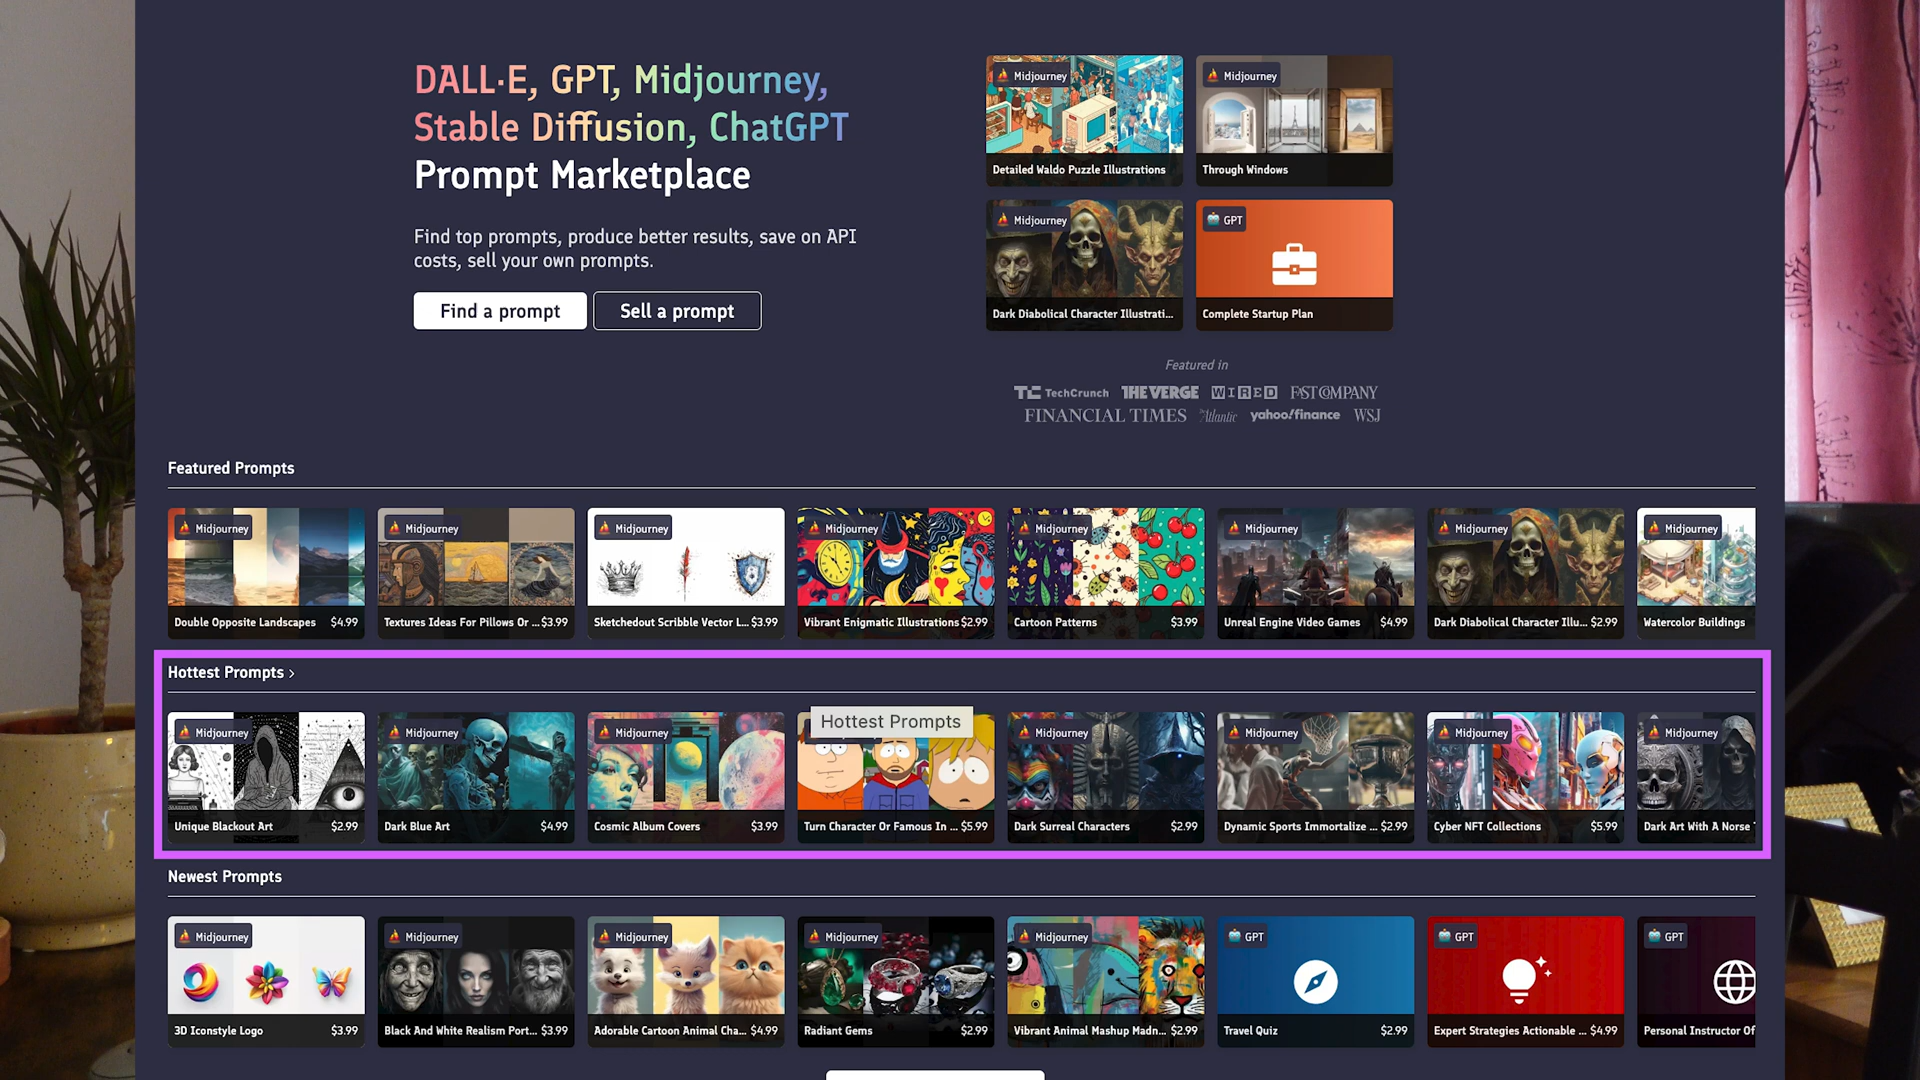 DALL·E, GPT, Midjourney,
Stable Diffusion, ChatGPT
Prompt Marketplace
Find top prompts, produce better results, save on API
costs, sell your own prompts.
Find a prompt
Sell a prompt
Midjourney
Detailed Waldo Puzzle Illustrations
Midjourney
Through Windows
Midjourney
Dark Diabolical Character Illustrati...
GPT
Complete Startup Plan
Featured in
TC TechCrunch THE VERGE WIRED FAST COMPANY
FINANCIAL TIMES The Atlantic yahoo!finance WSJ
Featured Prompts
Midjourney
Double Opposite Landscapes $4.99
Midjourney
Textures Ideas For Pillows Or ... $3.99
Midjourney
Sketchedout Scribble Vector L... $3.99
Midjourney
Vibrant Enigmatic Illustrations $2.99
Midjourney
Cartoon Patterns $3.99
Midjourney
Unreal Engine Video Games $4.99
Midjourney
Dark Diabolical Character Illu... $2.99
Midjourney
Watercolor Buildings
Hottest Prompts >
Hottest Prompts
Midjourney
Unique Blackout Art $2.99
Midjourney
Dark Blue Art $4.99
Midjourney
Cosmic Album Covers $3.99
Turn Character Or Famous In ... $5.99
Midjourney
Dark Surreal Characters $2.99
Midjourney
Dynamic Sports Immortalize ... $2.99
Midjourney
Cyber NFT Collections $5.99
Midjourney
Dark Art With A Norse
Newest Prompts
Midjourney
3D Iconstyle Logo $3.99
Midjourney
Black And White Realism Port... $3.99
Midjourney
Adorable Cartoon Animal Cha... $4.99
Midjourney
Radiant Gems $2.99
Midjourney
Vibrant Animal Mashup Madn... $2.99
GPT
Travel Quiz $2.99
GPT
Expert Strategies Actionable ... $4.99
GPT
Personal Instructor Of